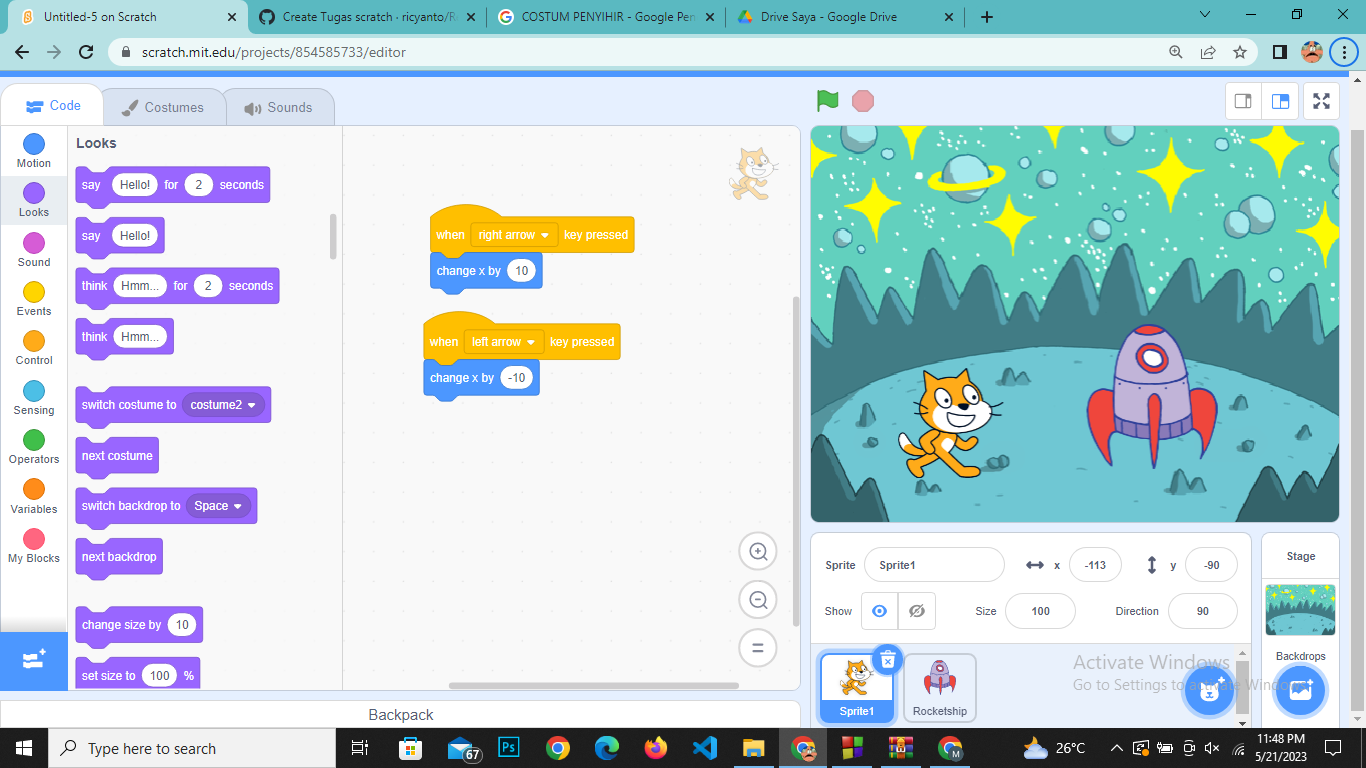 Untitled-5 on Scratch
Create Tugas scratch · ricyanto/R
COSTUM PENYIHIR - Google Pen
Drive Saya - Google Drive
scratch.mit.edu/projects/854585733/editor
Code
Costumes
Sounds
Motion
Looks
Sound
Events
Control
Sensing
Operators
Variables
My Blocks
Looks
say Hello! for 2 seconds
say Hello!
think Hmm... for 2 seconds
think Hmm...
switch costume to costume2
next costume
switch backdrop to Space
next backdrop
change size by 10
set size to 100 %
when right arrow key pressed
change x by 10
when left arrow key pressed
change x by -10
Backpack
Sprite Sprite1 x -113 y -90
Show Size 100 Direction 90
Sprite1
Rocketship
Stage
Backdrops
Activate Windows
Go to Settings to activate Windows.
Type here to search
67
Ps
M
26°C
11:48 PM
5/21/2023